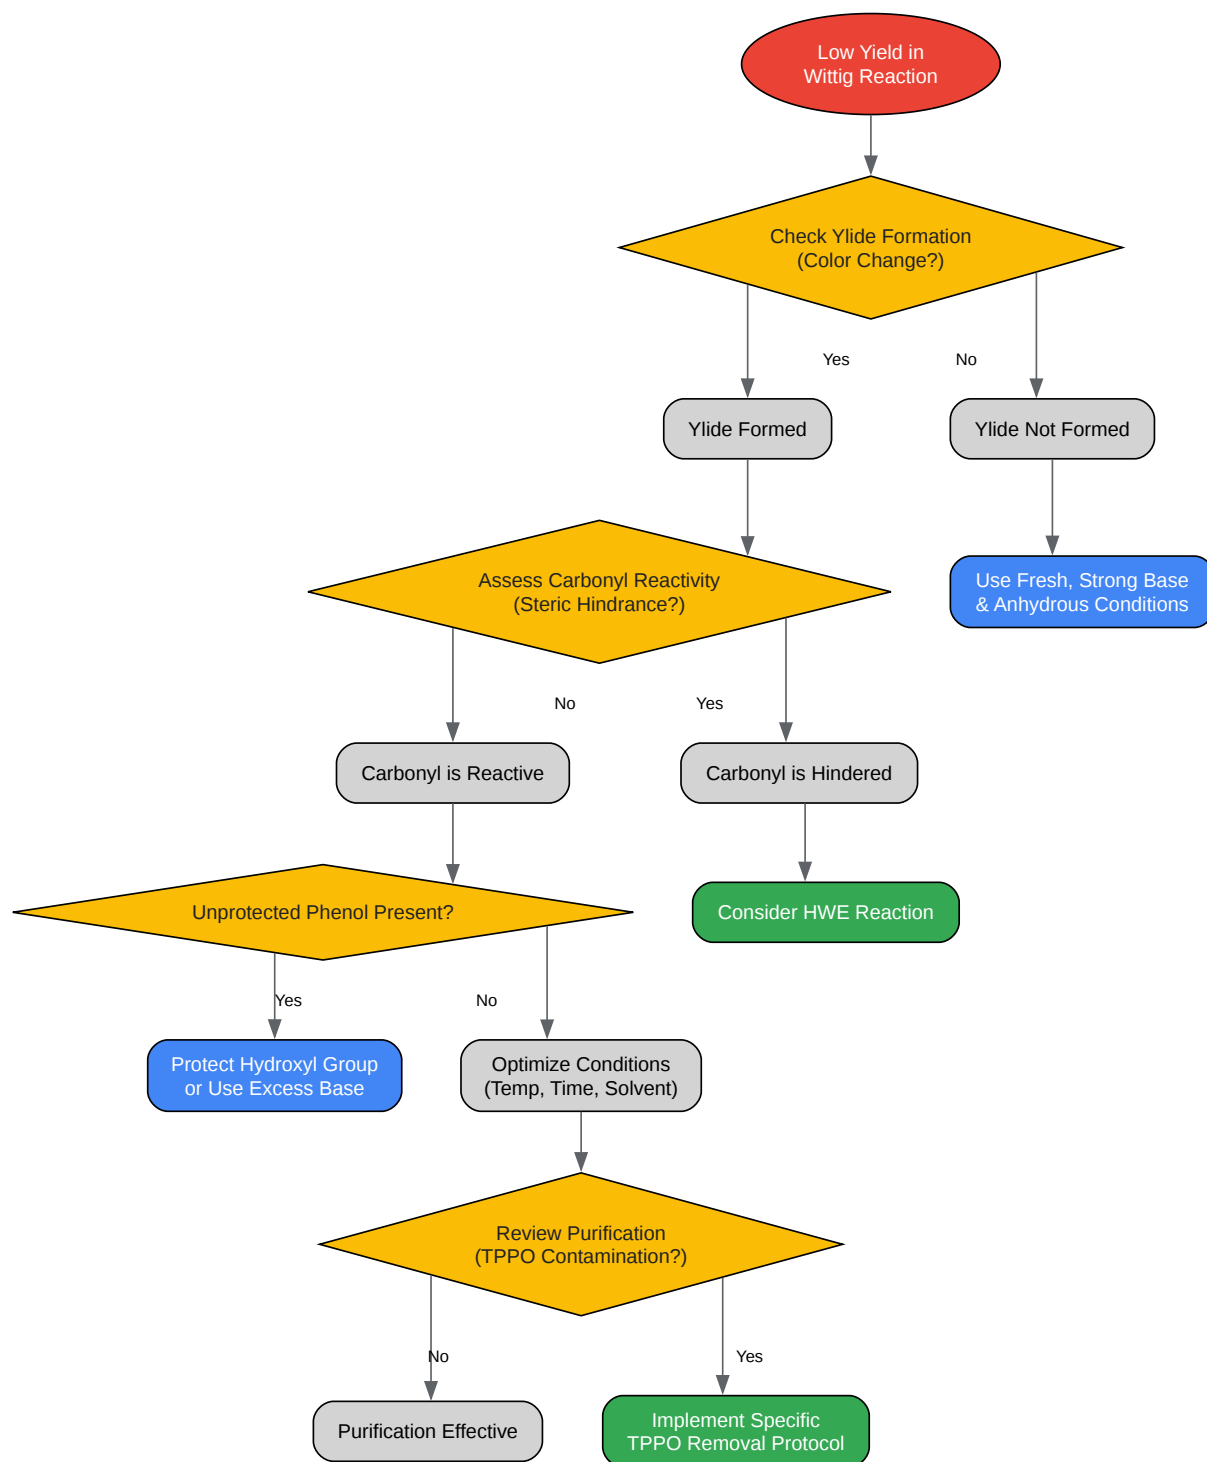 Low Yield in
Wittig Reaction
Check Ylide Formation
(Color Change?)
Yes
No
Ylide Formed
Ylide Not Formed
Assess Carbonyl Reactivity
(Steric Hindrance?)
Use Fresh, Strong Base
& Anhydrous Conditions
No
Yes
Carbonyl is Reactive
Carbonyl is Hindered
Unprotected Phenol Present?
Consider HWE Reaction
Yes
No
Protect Hydroxyl Group
or Use Excess Base
Optimize Conditions
(Temp, Time, Solvent)
Review Purification
(TPPO Contamination?)
No
Yes
Purification Effective
Implement Specific
TPPO Removal Protocol